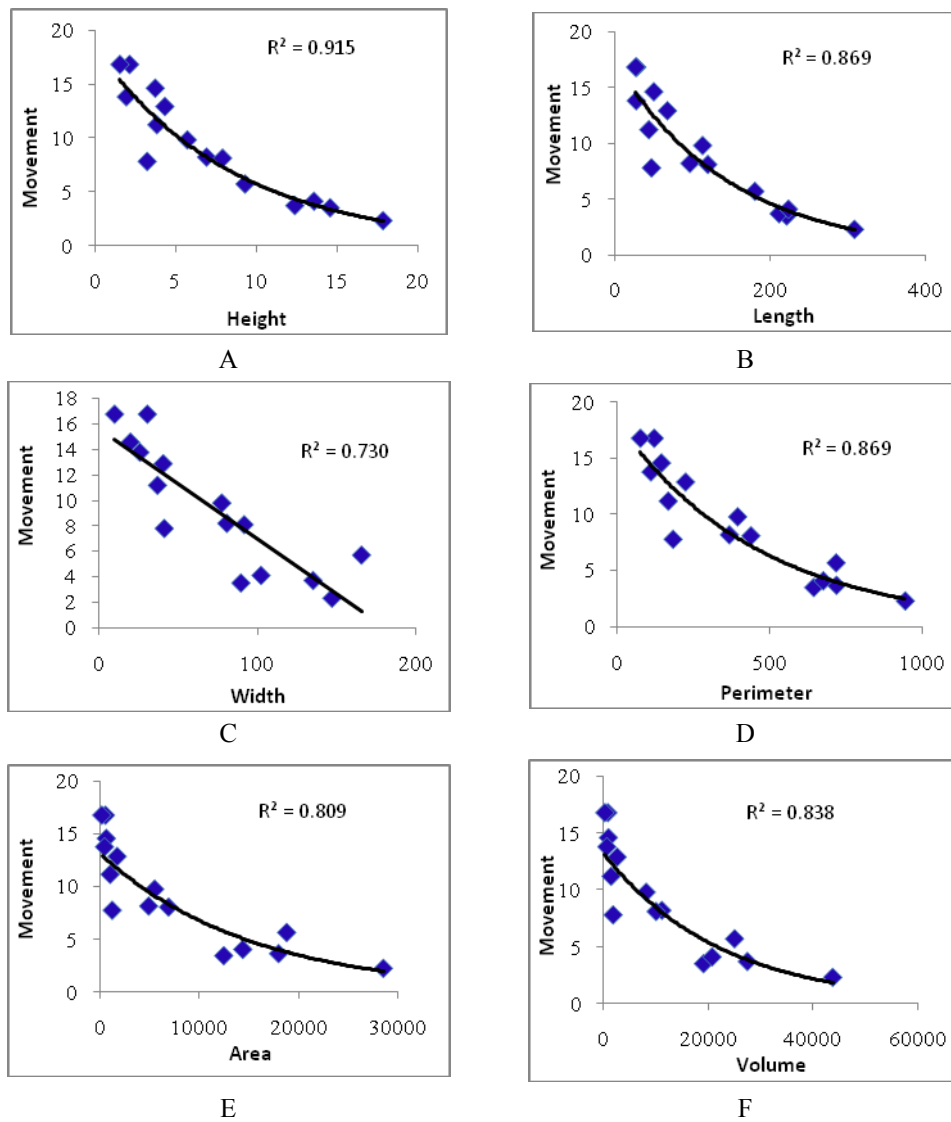 R² = 0.915
Movement
20
15
10
5
0
0 5 10 15 20
Height
A
R² = 0.869
Movement
20
15
10
5
0
0 200 400
Length
B
R² = 0.730
Movement
18
16
14
12
10
8
6
4
2
0
0 100 200
Width
C
R² = 0.869
Movement
20
15
10
5
0
0 500 1000
Perimeter
D
R² = 0.809
Movement
20
15
10
5
0
0 10000 20000 30000
Area
E
R² = 0.838
Movement
20
15
10
5
0
0 20000 40000 60000
Volume
F